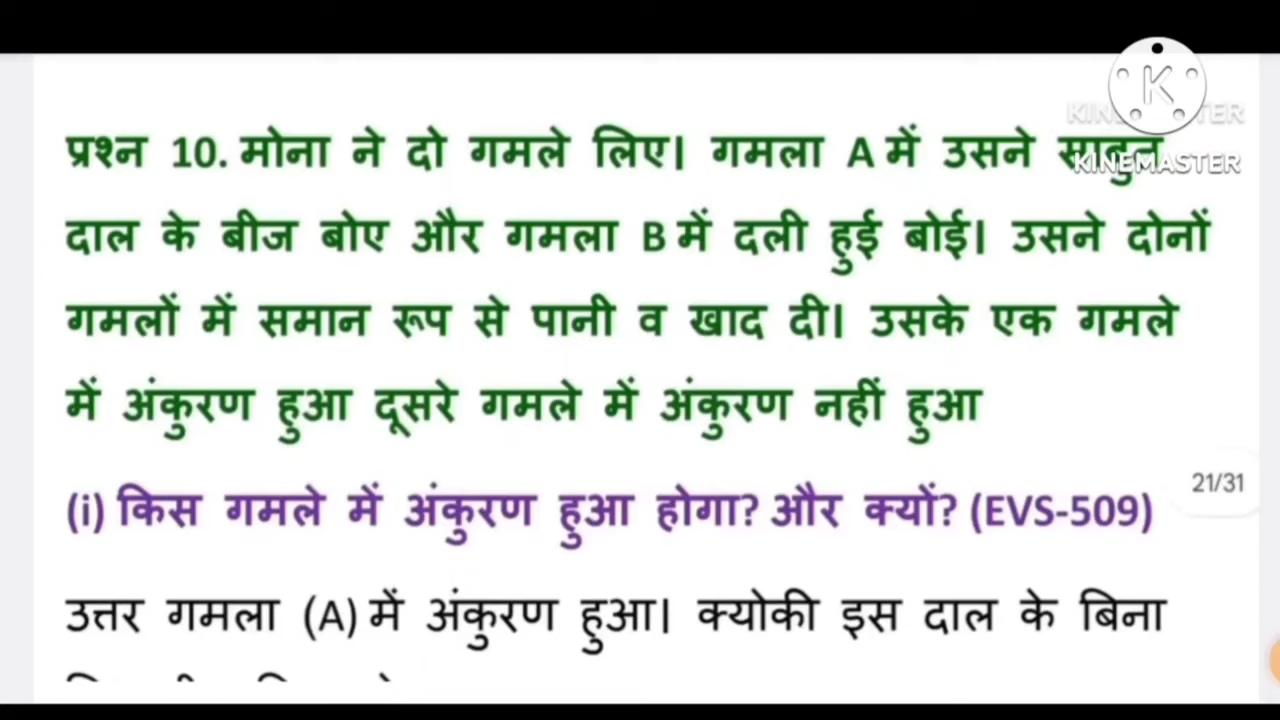 प्रश्न 10. मोना ने दो गमले लिए। गमला A में उसने साबुन
दाल के बीज बोए और गमला B में दली हुई बोई। उसने दोनों
गमलों में समान रूप से पानी व खाद दी। उसके एक गमले
में अंकुरण हुआ दूसरे गमले में अंकुरण नहीं हुआ
(i) किस गमले में अंकुरण हुआ होगा? और क्यों? (EVS-509)
उत्तर गमला (A) में अंकुरण हुआ। क्योकी इस दाल के बिना
K
KINEMASTER
KINEMASTER
21/31